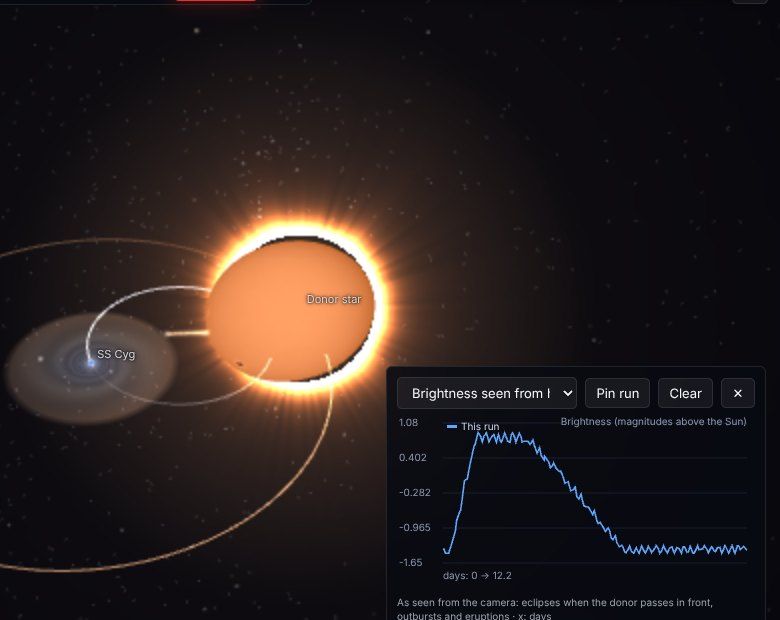 Donor star
SS Cyg
Brightness seen from
Pin run
Clear
×
1.08
This run
Brightness (magnitudes above the Sun)
0.402
-0.282
-0.965
-1.65
days: 0 → 12.2
As seen from the camera: eclipses when the donor passes in front,
outbursts and eruptions · x: days